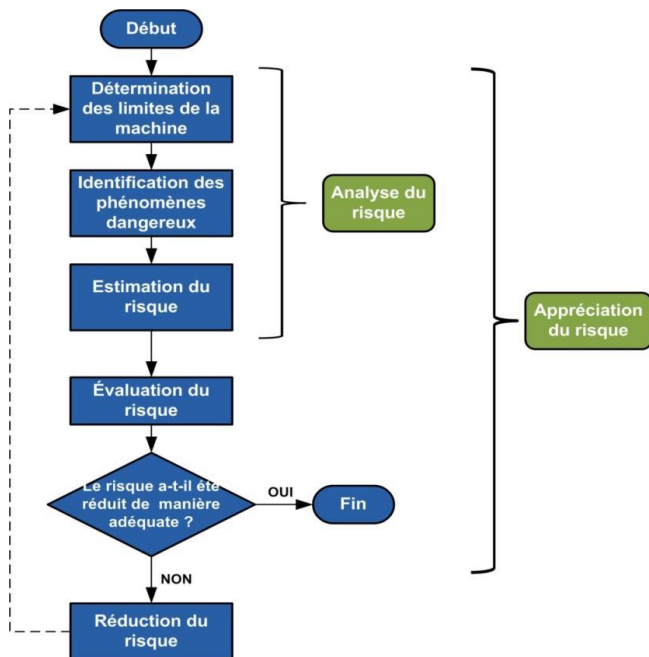 Début
Détermination
des limites de la
machine
Identification des
phénomènes
dangereux
Analyse du
risque
Estimation du
risque
Appréciation
du risque
Évaluation du
risque
Le risque a-t-il été
réduit de manière
adéquate ?
OUI
Fin
NON
Réduction du
risque